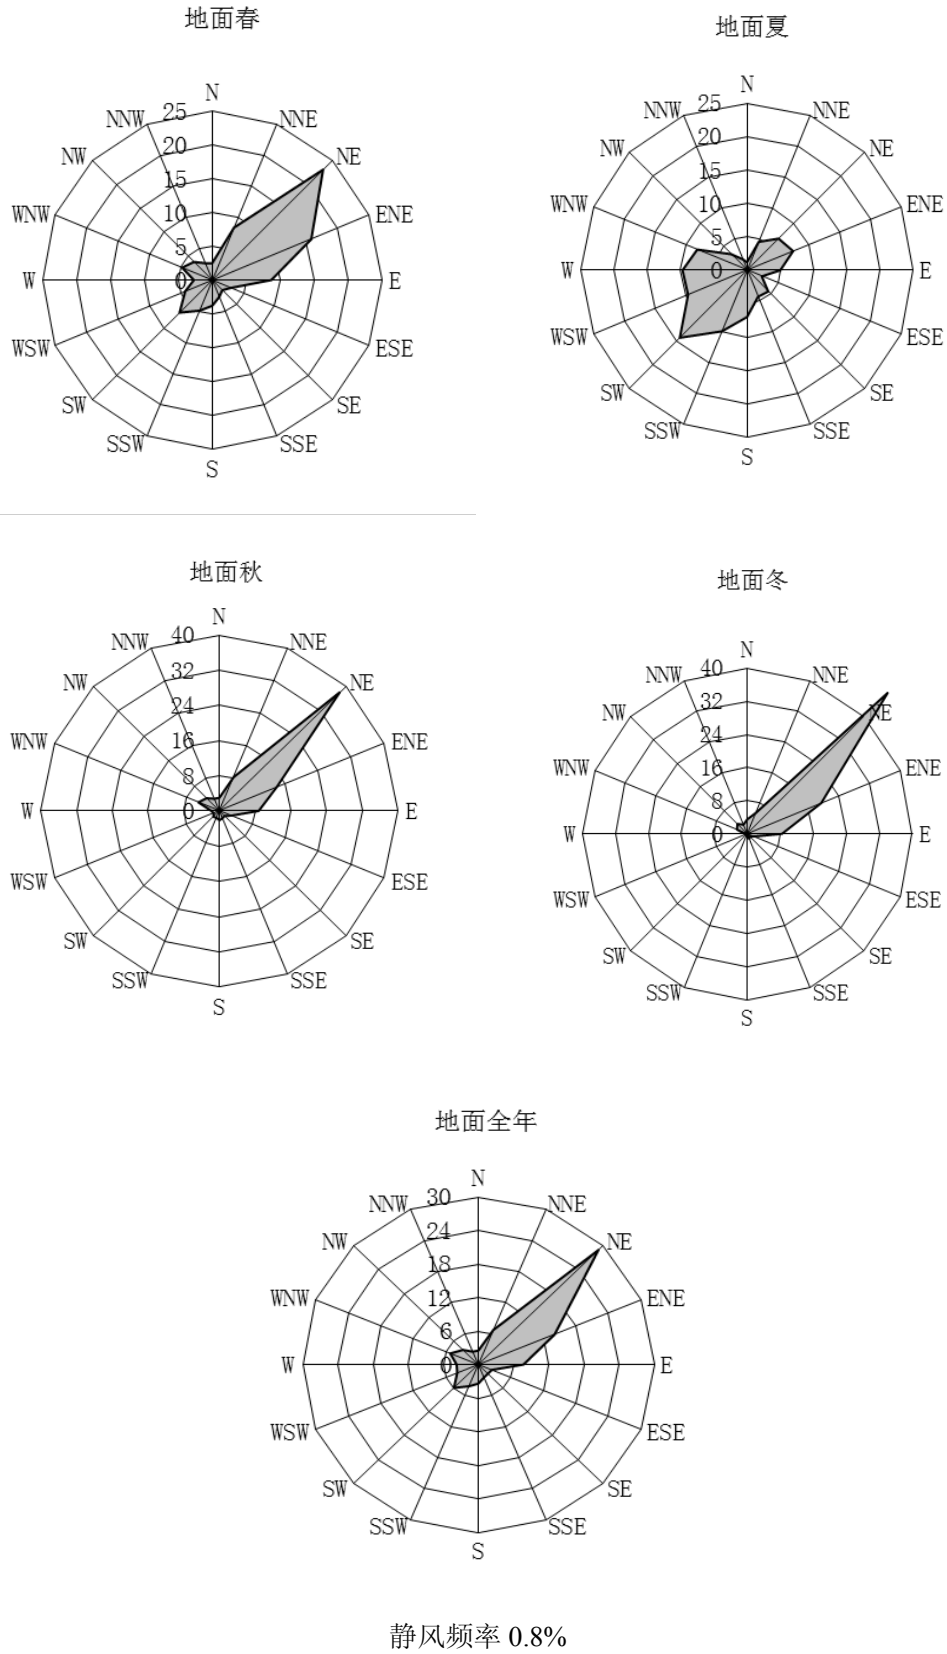 地面春
N
NNE
NE
ENE
E
ESE
SE
SSE
S
SSW
SW
WSW
W
WNW
NW
NNW
25
20
15
10
5
0
地面夏
N
NNE
NE
ENE
E
ESE
SE
SSE
S
SSW
SW
WSW
W
WNW
NW
NNW
25
20
15
10
5
0
地面秋
N
NNE
NE
ENE
E
ESE
SE
SSE
S
SSW
SW
WSW
W
WNW
NW
NNW
40
32
24
16
8
0
地面冬
N
NNE
NE
ENE
E
ESE
SE
SSE
S
SSW
SW
WSW
W
WNW
NW
NNW
40
32
24
16
8
0
地面全年
N
NNE
NE
ENE
E
ESE
SE
SSE
S
SSW
SW
WSW
W
WNW
NW
NNW
30
24
18
12
6
0
静风频率 0.8%